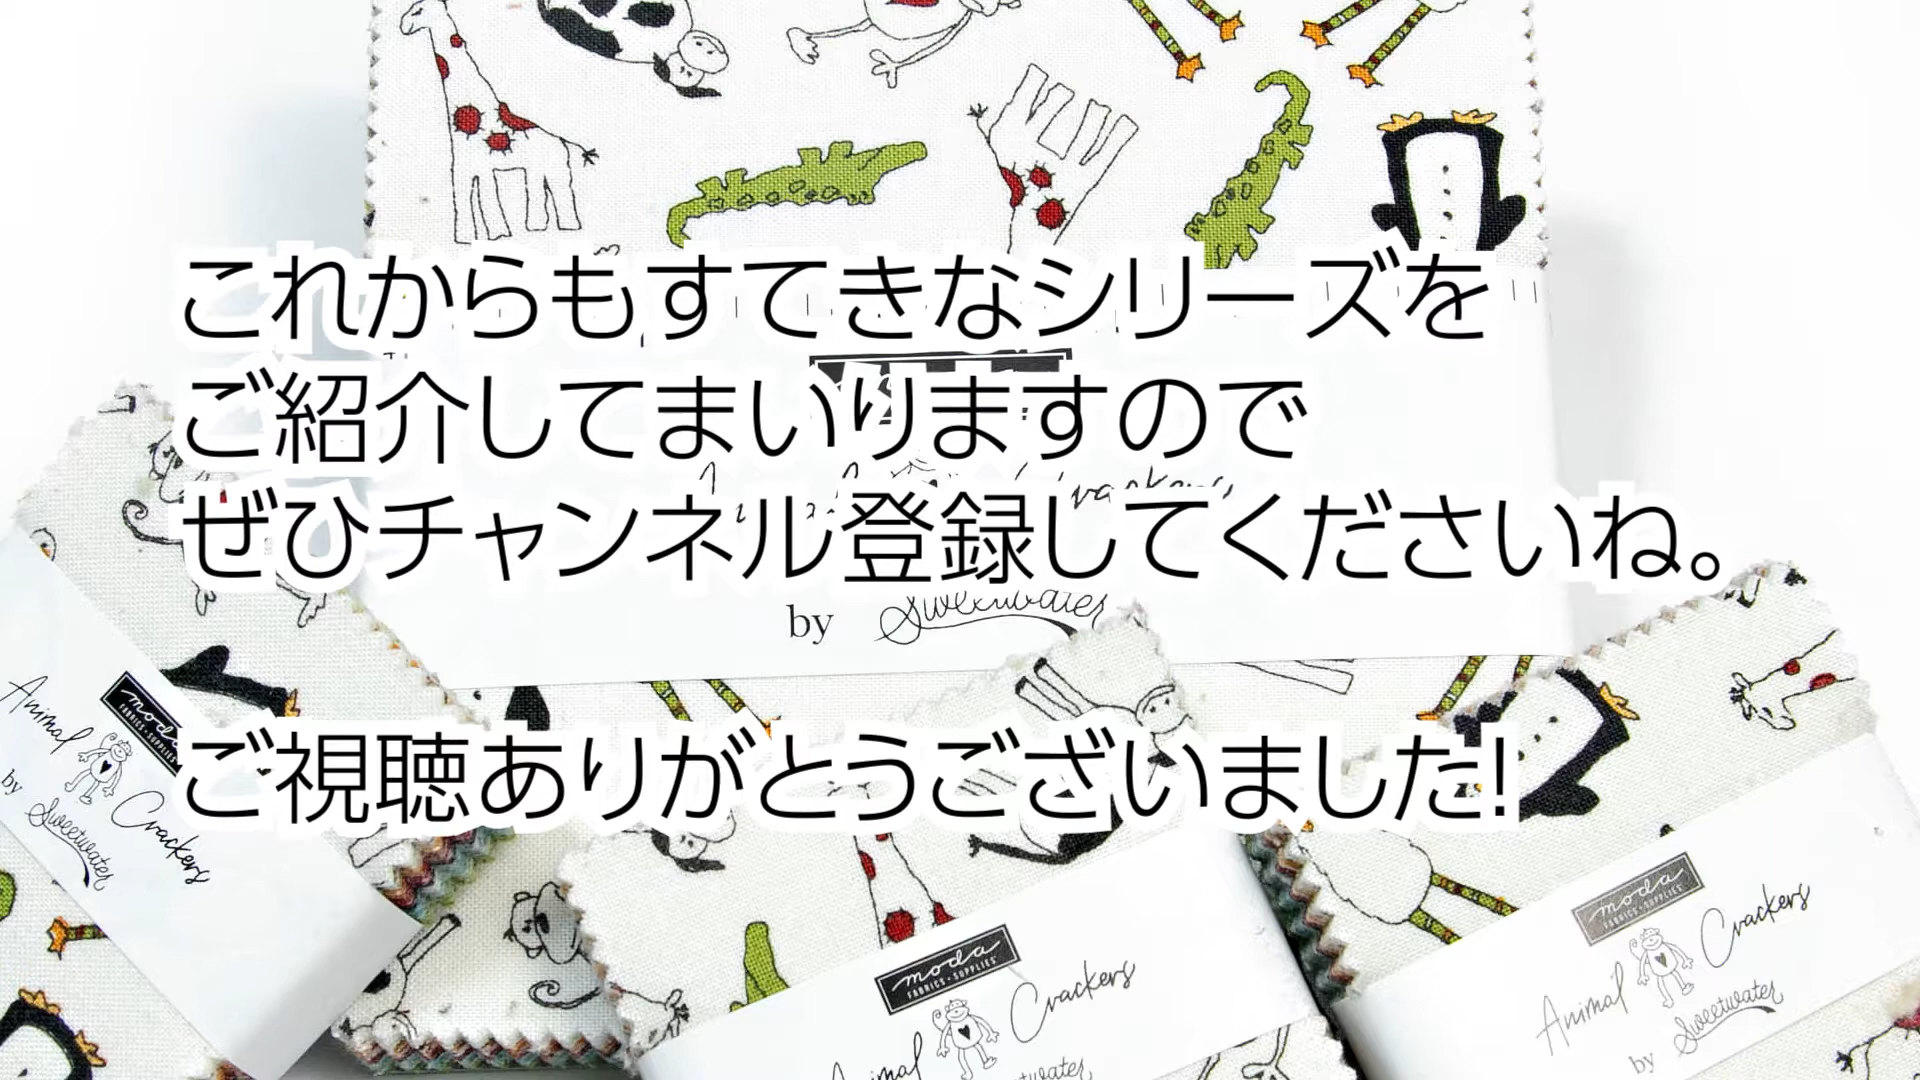 これからもすてきなシリーズを
ご紹介してまいりますので
ぜひチャンネル登録してくださいね。
by Sweetwater
ご視聴ありがとうございました!
moda
FABRICS + SUPPLIES
Animal Crackers
by Sweetwater
moda
FABRICS + SUPPLIES
Animal Crackers
Sweetwater
moda
FABRICS + SUPPLIES
Animal Crackers
by Sweetwater